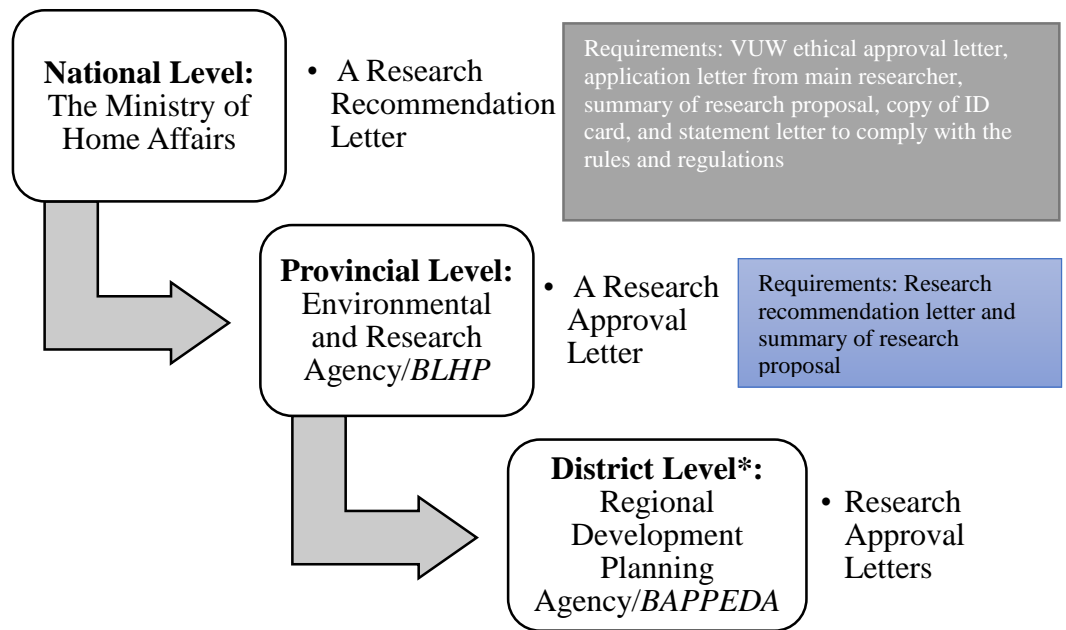 National Level:
The Ministry of
Home Affairs
• A Research
Recommendation
Letter
Requirements: VUW ethical approval letter,
application letter from main researcher,
summary of research proposal, copy of ID
card, and statement letter to comply with the
rules and regulations
Provincial Level:
Environmental
and Research
Agency/BLHP
• A Research
Approval
Letter
Requirements: Research
recommendation letter and
summary of research
proposal
District Level*:
Regional
Development
Planning
Agency/BAPPEDA
• Research
Approval
Letters